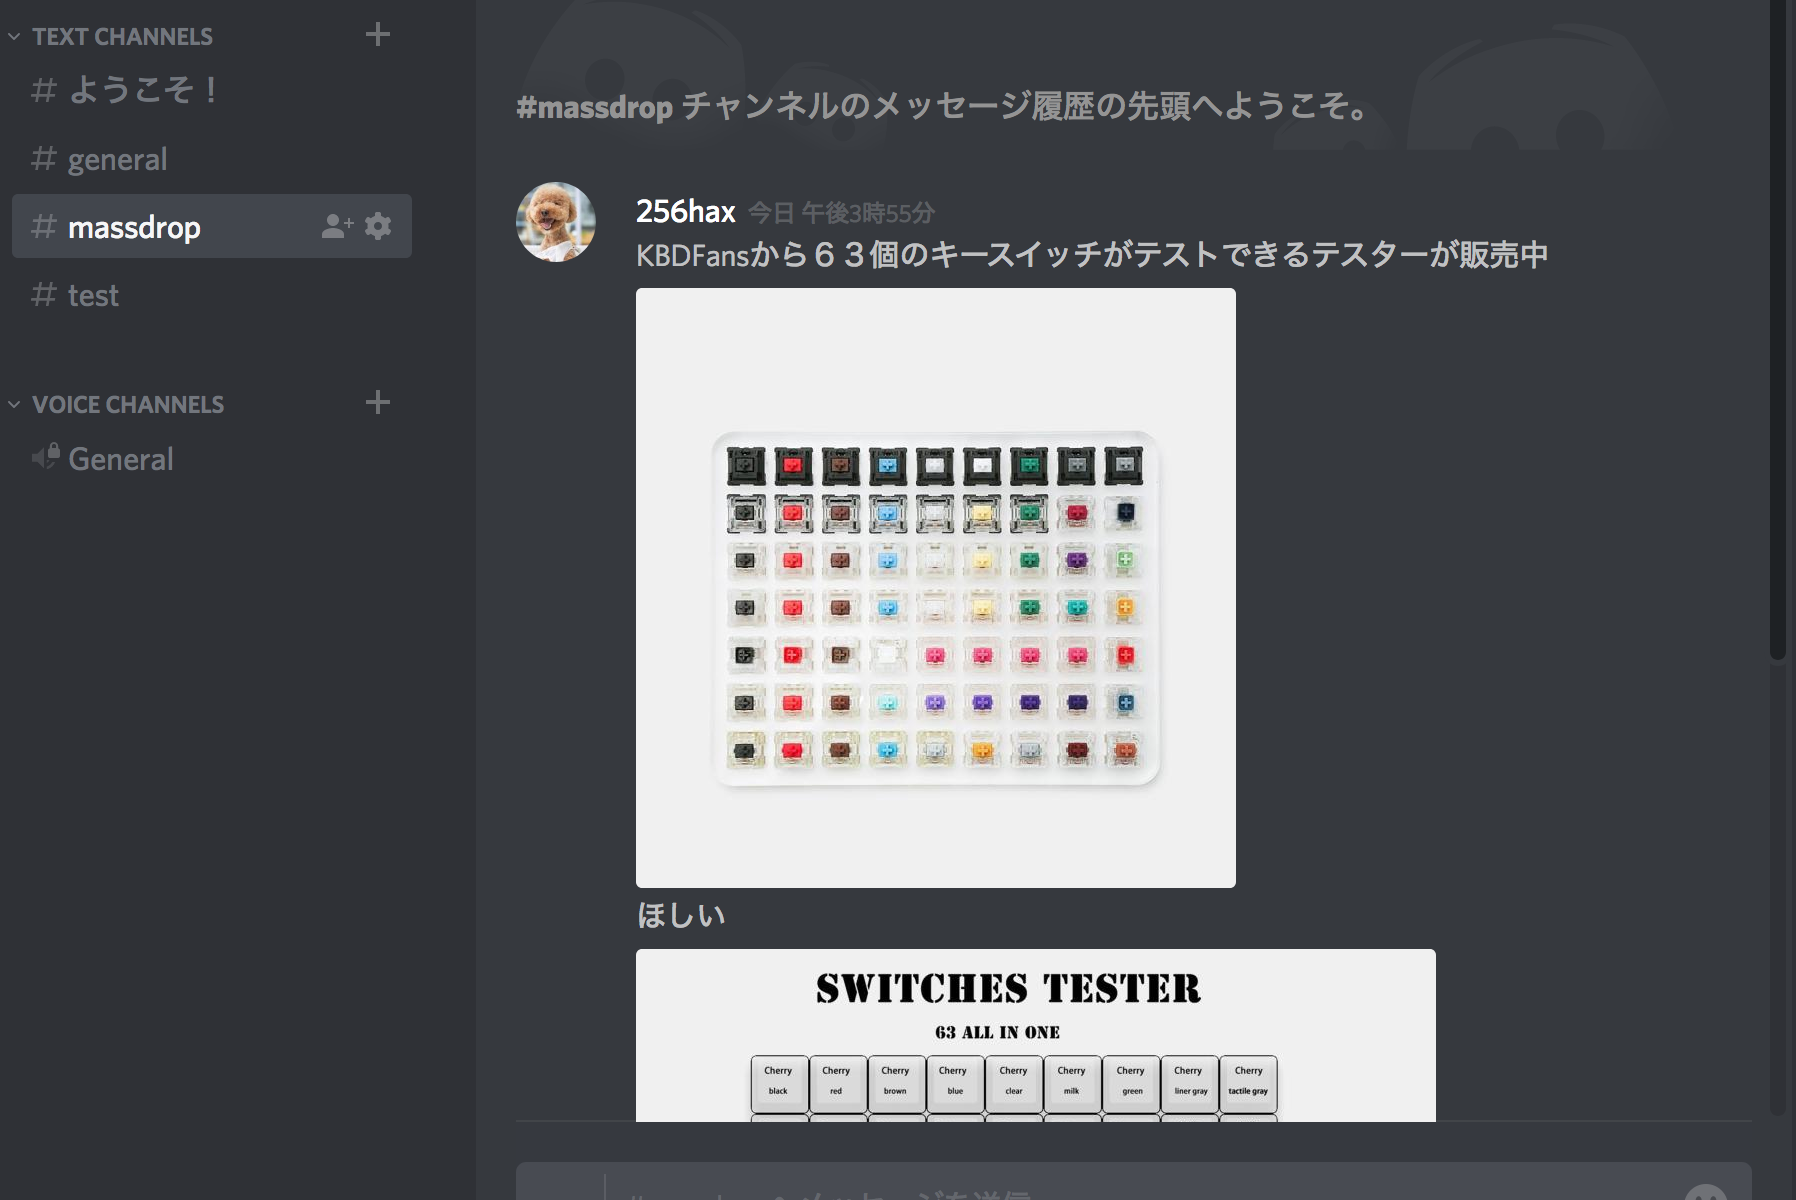 TEXT CHANNELS
# ようこそ！
# general
# massdrop
# test
VOICE CHANNELS
General
#massdrop チャンネルのメッセージ履歴の先頭へようこそ。
256hax 今日 午後3時55分
KBDFansから６３個のキースイッチがテストできるテスターが販売中
ほしい
SWITCHES TESTER
63 ALL IN ONE
Cherry black
Cherry red
Cherry brown
Cherry blue
Cherry clear
Cherry milk
Cherry green
Cherry liner gray
Cherry tactile gray